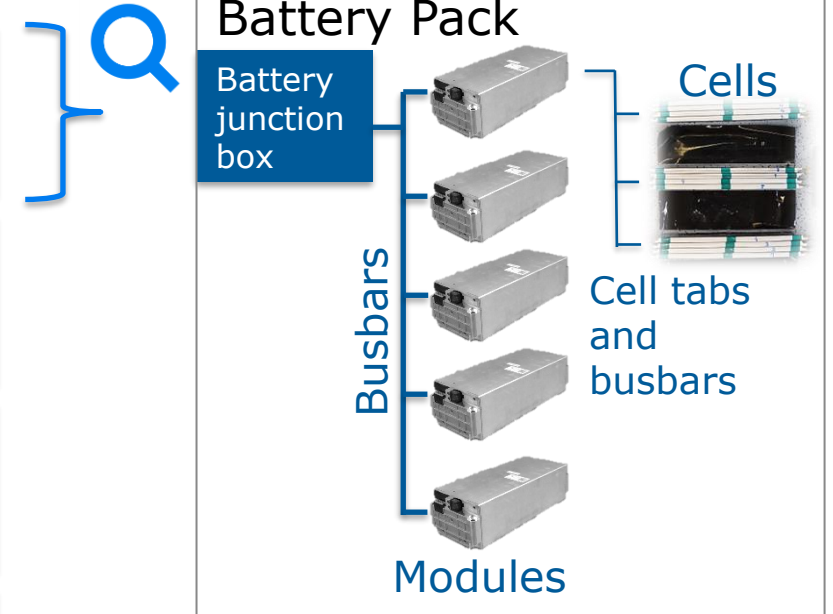 Battery Pack
Battery
junction
box
Cells
Busbars
Cell tabs
and
busbars
Modules